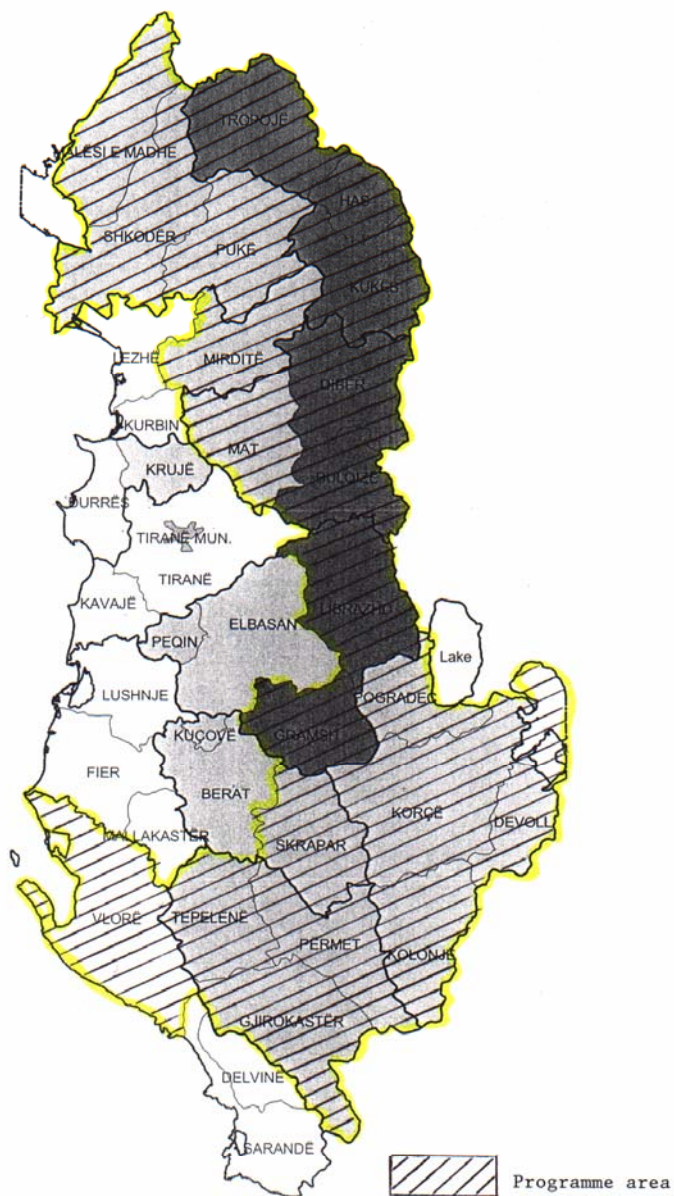 TROPOJË
MALËSI E MADHE
HAS
SHKODËR
PUKË
KUKËS
LEZHË
MIRDITË
DIBËR
KURBIN
MAT
KRUJË
BULQIZË
DURRËS
TIRANË MUN.
TIRANË
KAVAJË
ELBASAN
LIBRAZHD
PEQIN
Lake
LUSHNJE
POGRADEC
KUÇOVË
GRAMSH
FIER
BERAT
KORÇË
DEVOLL
MALLAKASTËR
SKRAPAR
VLORË
TEPELENË
PERMET
KOLONJË
GJIROKASTËR
DELVINË
SARANDË
Programme area